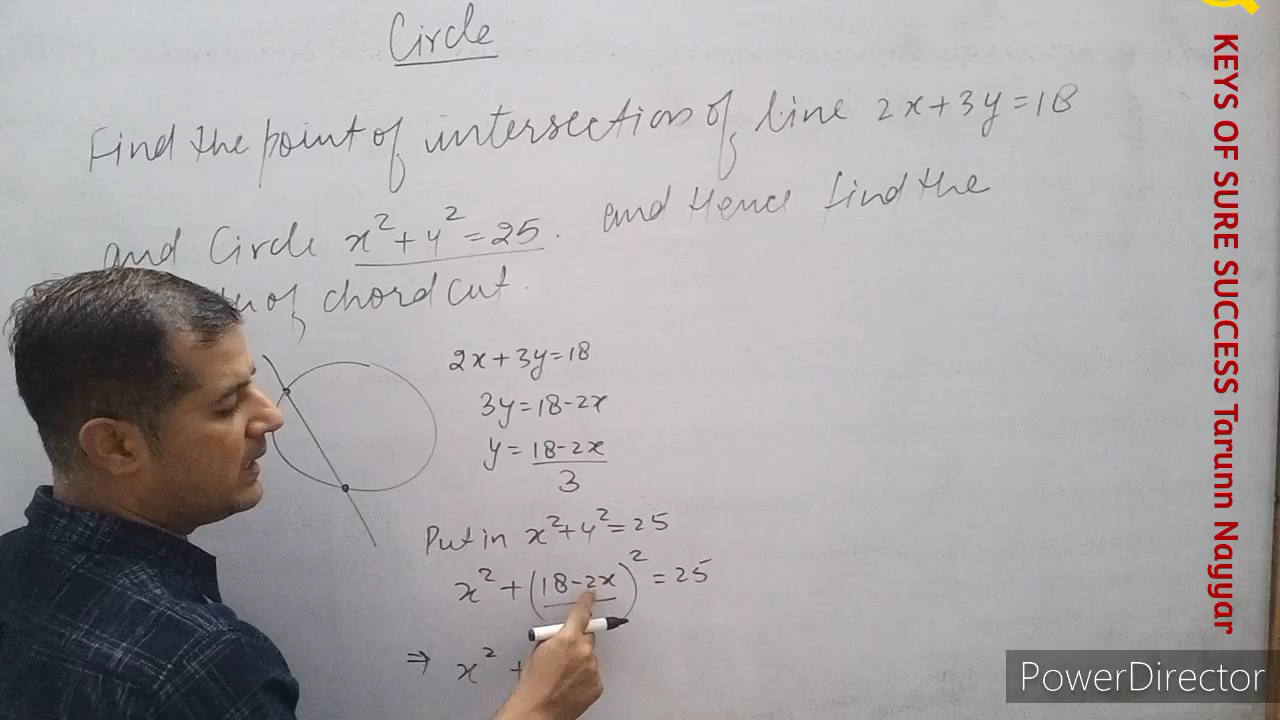 Circle
Find the point of intersection of line 2x+3y=18
and Circle x²+y²=25. and Hence find the
of chord cut.
2x+3y=18
3y=18-2x
y=18-2x
3
Put in x²+y²=25
x²+(18-2x)²=25
⇒ x²+
KEYS OF SURE SUCCESS Tarunn Nayyar
PowerDirector